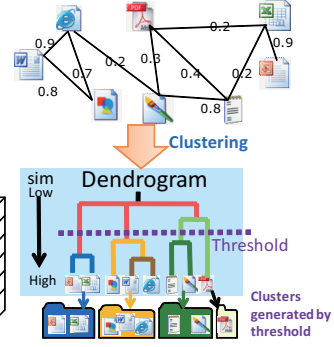 PDF
0.2
0.9
0.9
0.7
0.2
0.3
0.4
0.2
0.8
0.8
Clustering
sim
Low
Dendrogram
Threshold
High
Clusters
generated by
threshold